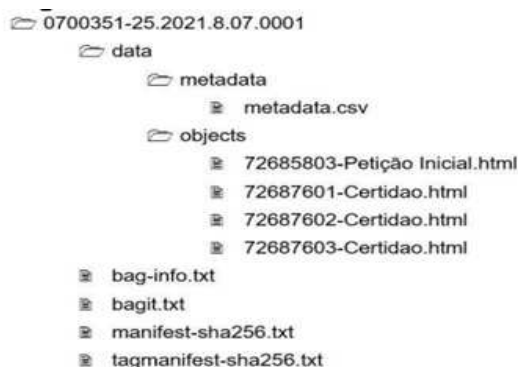 0700351-25.2021.8.07.0001
data
metadata
metadata.csv
objects
72685803-Petição Inicial.html
72687601-Certidao.html
72687602-Certidao.html
72687603-Certidao.html
bag-info.txt
bagit.txt
manifest-sha256.txt
tagmanifest-sha256.txt